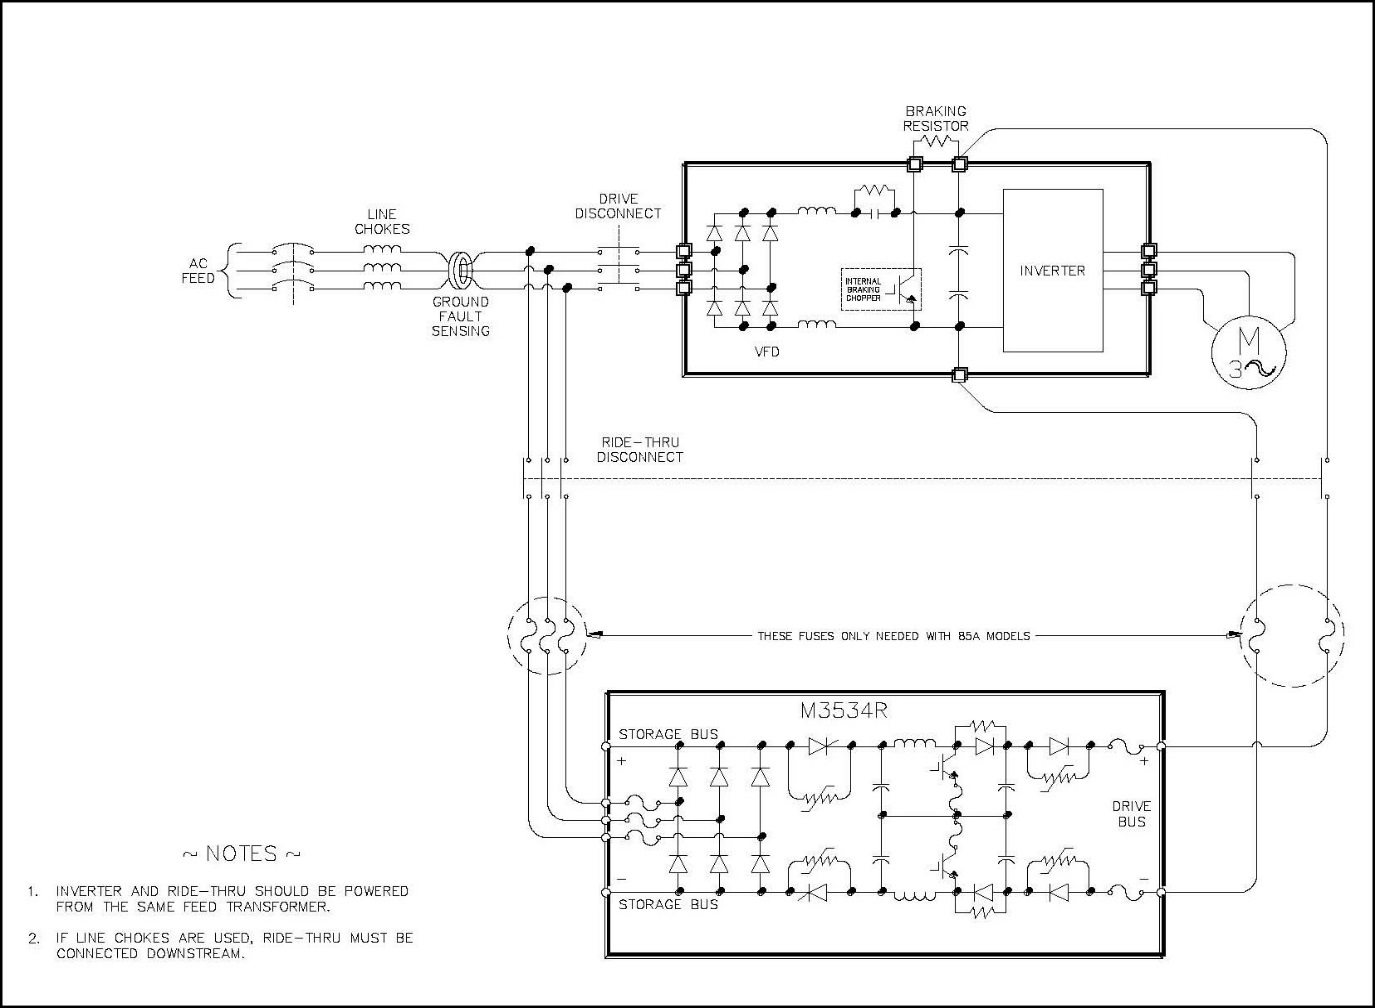 BRAKING
RESISTOR
DRIVE
DISCONNECT
LINE
CHOKES
AC
FEED
GROUND
FAULT
SENSING
INTERNAL
BRAKING
CHOPPER
INVERTER
VFD
M
3
RIDE-THRU
DISCONNECT
THESE FUSES ONLY NEEDED WITH 85A MODELS
M3534R
STORAGE BUS
+
+
DRIVE
BUS
−
−
STORAGE BUS
~ NOTES ~
1. INVERTER AND RIDE-THRU SHOULD BE POWERED
FROM THE SAME FEED TRANSFORMER.
2. IF LINE CHOKES ARE USED, RIDE-THRU MUST BE
CONNECTED DOWNSTREAM.